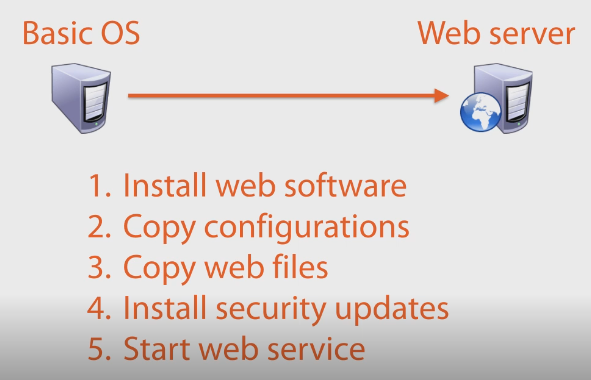 Basic OS
Web server
1. Install web software
2. Copy configurations
3. Copy web files
4. Install security updates
5. Start web service